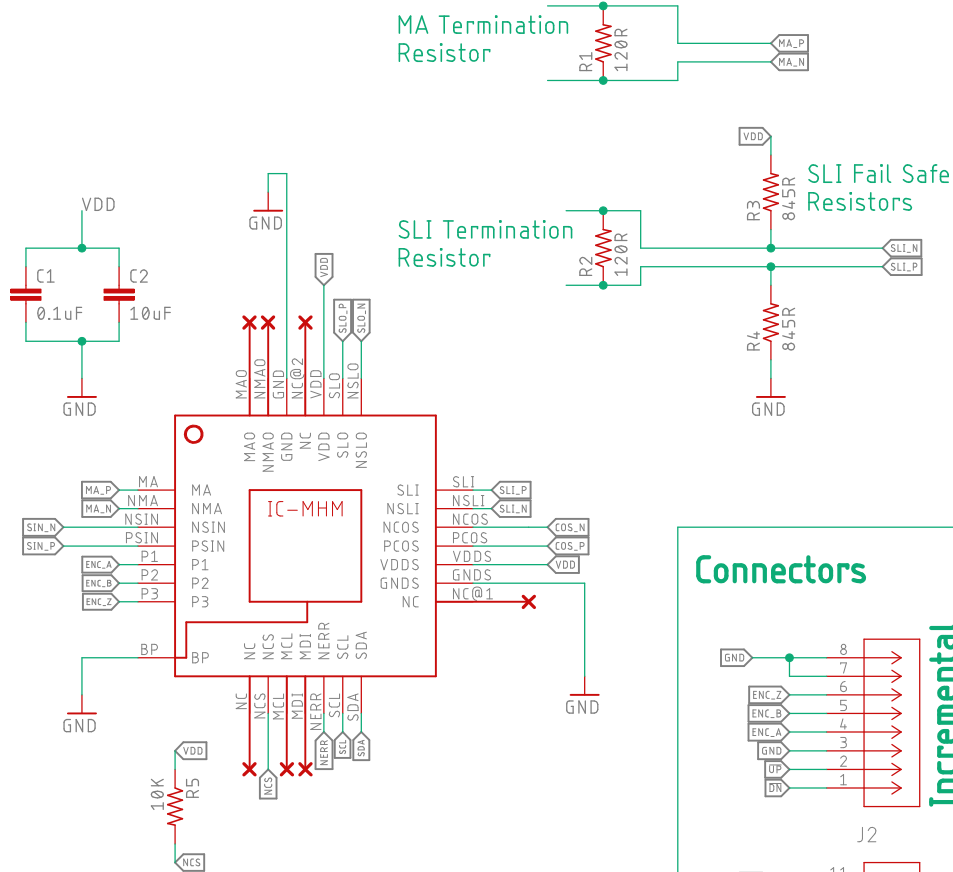 MA Termination
Resistor
R1
120R
MA_P
MA_N
VDD
SLI Fail Safe
Resistors
R3
845R
SLI Termination
Resistor
R2
120R
SLI_N
SLI_P
R4
845R
GND
VDD
C1
0.1uF
C2
10uF
GND
GND
VDD
SLO_P
SLO_N
MAO
NMAO
GND
NC@2
VDD
SLO
NSLO
MAO
NMAO
GND
NC
VDD
SLO
NSLO
IC-MHM
MA_P
MA
MA
MA_N
NMA
NMA
SIN_N
NSIN
NSIN
SIN_P
PSIN
PSIN
ENC_A
P1
P1
ENC_B
P2
P2
ENC_Z
P3
P3
BP
BP
GND
SLI
SLI
SLI_P
NSLI
NSLI
SLI_N
NCOS
NCOS
COS_N
PCOS
PCOS
COS_P
VDDS
VDDS
VDD
GNDS
GNDS
NC
NC@1
GND
NC
NCS
MCL
MDI
NERR
SCL
SDA
NC
NCS
MCL
MDI
NERR
SCL
SDA
NCS
NERR
SCL
SDA
VDD
10K
R5
NCS
Connectors
Incremental
GND
8
7
ENC_Z
6
ENC_B
5
ENC_A
4
GND
3
UP
2
DN
1
J2
11